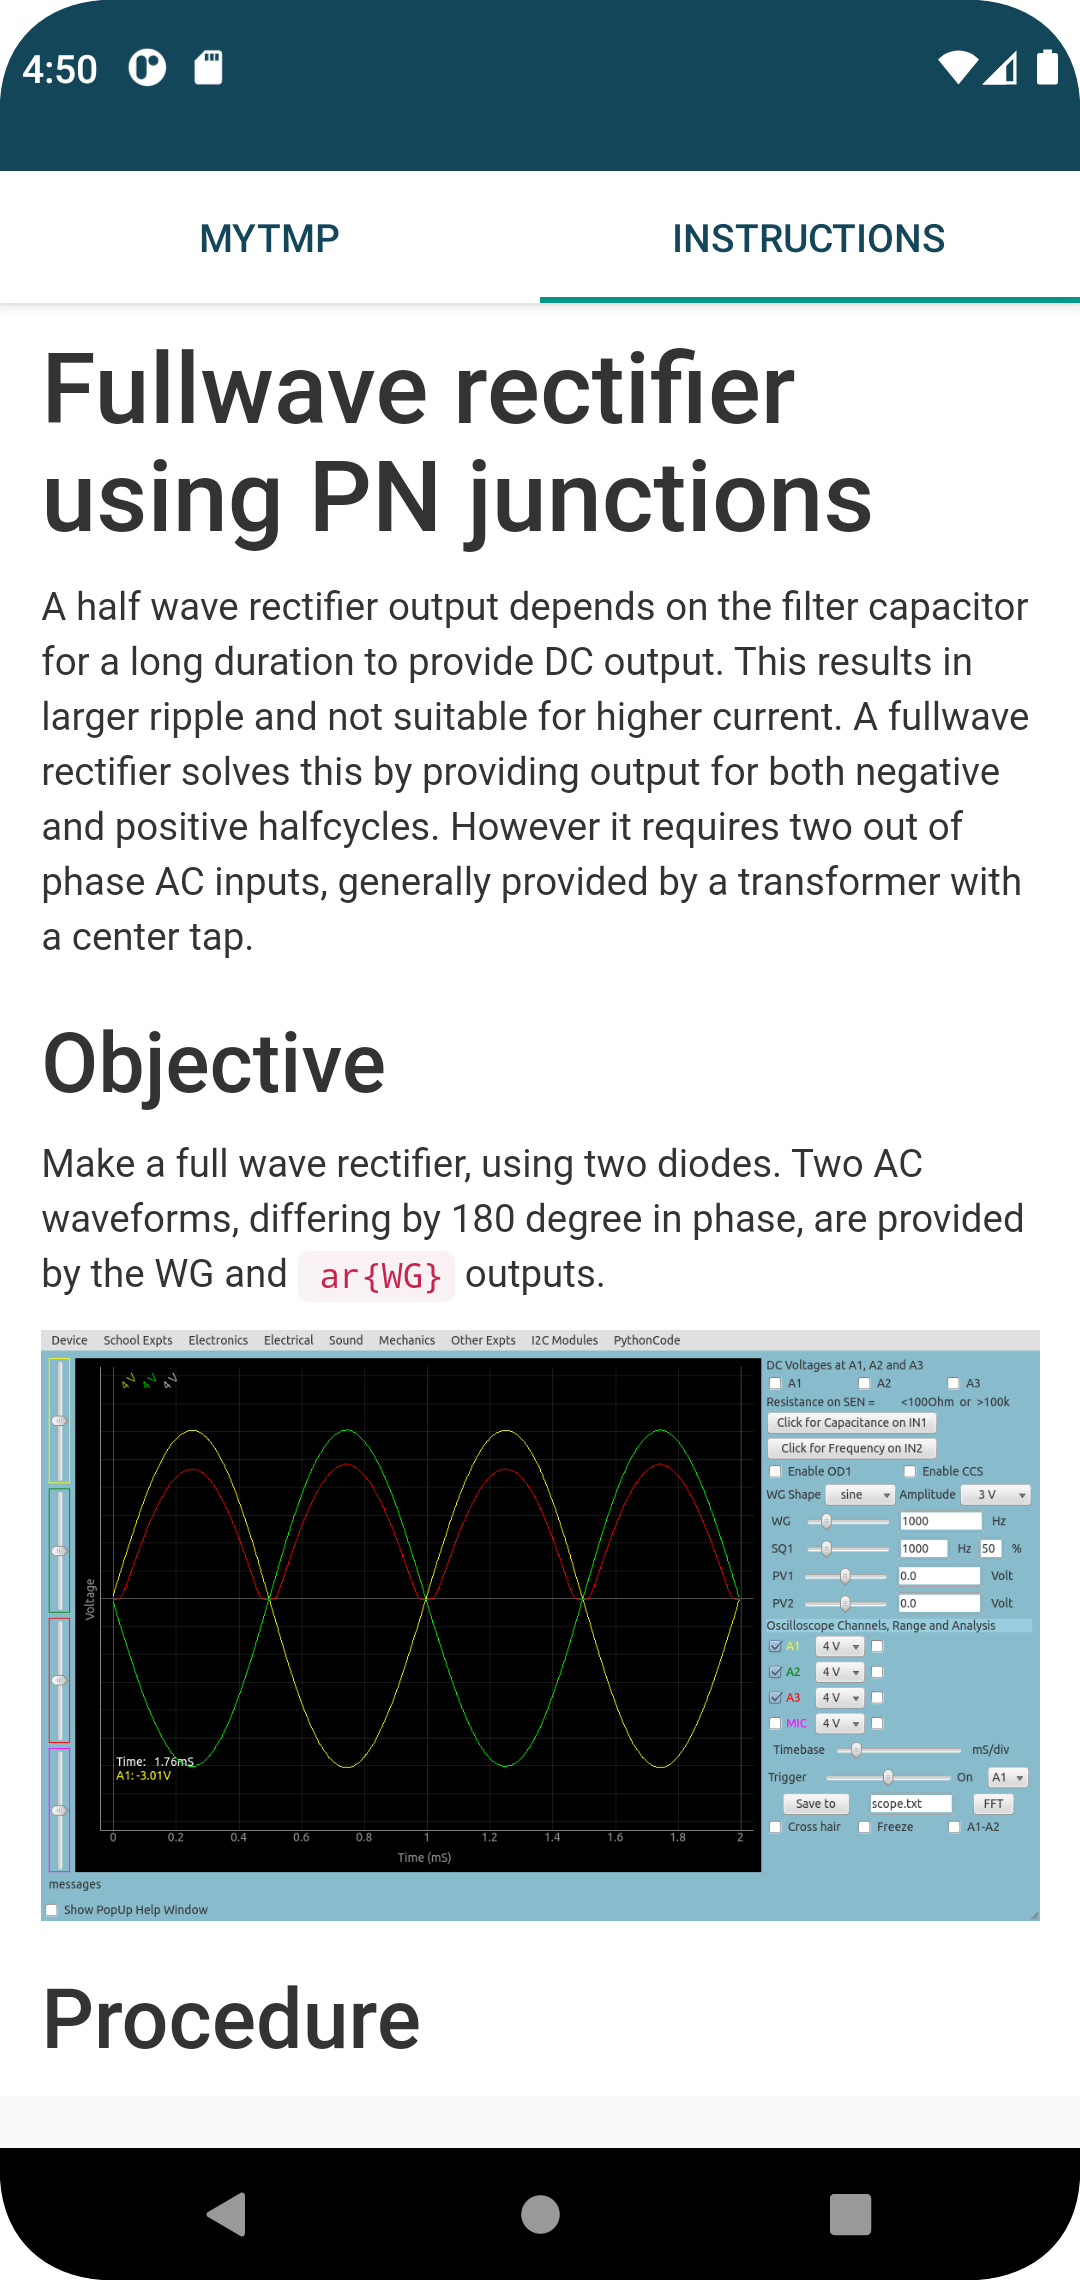 4:50
MYTMP
INSTRUCTIONS
Fullwave rectifier
using PN junctions
A half wave rectifier output depends on the filter capacitor
for a long duration to provide DC output. This results in
larger ripple and not suitable for higher current. A fullwave
rectifier solves this by providing output for both negative
and positive halfcycles. However it requires two out of
phase AC inputs, generally provided by a transformer with
a center tap.
Objective
Make a full wave rectifier, using two diodes. Two AC
waveforms, differing by 180 degree in phase, are provided
by the WG and ar{WG} outputs.
Device School Expts Electronics Electrical Sound Mechanics Other Expts I2C Modules PythonCode
4 V 4 V 4 V
Voltage
Time: 1.76mS
A1: -3.01V
0 0.2 0.4 0.6 0.8 1 1.2 1.4 1.6 1.8 2
Time (mS)
DC Voltages at A1, A2 and A3
A1 A2 A3
Resistance on SEN = <100Ohm or >100k
Click for Capacitance on IN1
Click for Frequency on IN2
Enable OD1 Enable CCS
WG Shape sine Amplitude 3 V
WG 1000 Hz
SQ1 1000 Hz 50 %
PV1 0.0 Volt
PV2 0.0 Volt
Oscilloscope Channels, Range and Analysis
A1 4 V
A2 4 V
A3 4 V
MIC 4 V
Timebase mS/div
Trigger On A1
Save to scope.txt FFT
Cross hair Freeze A1-A2
messages
Show PopUp Help Window
Procedure